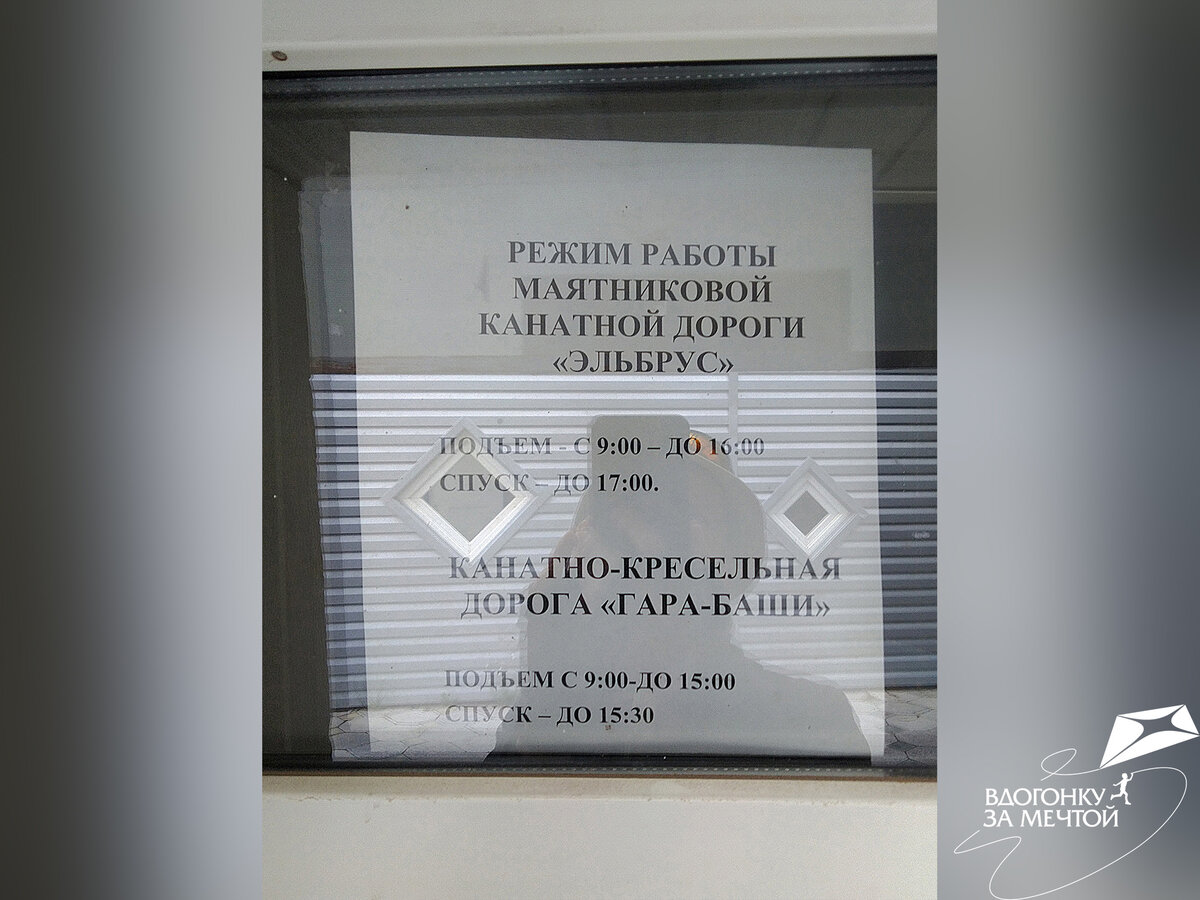 РЕЖИМ РАБОТЫ
МАЯТНИКОВОЙ
КАНАТНОЙ ДОРОГИ
«ЭЛЬБРУС»
ПОДЪЕМ - С 9:00 – ДО 16:00
СПУСК – ДО 17:00.
КАНАТНО-КРЕСЕЛЬНАЯ
ДОРОГА «ГАРА-БАШИ»
ПОДЪЕМ С 9:00-ДО 15:00
СПУСК – ДО 15:30
ВДОГОНКУ
ЗА МЕЧТОЙ